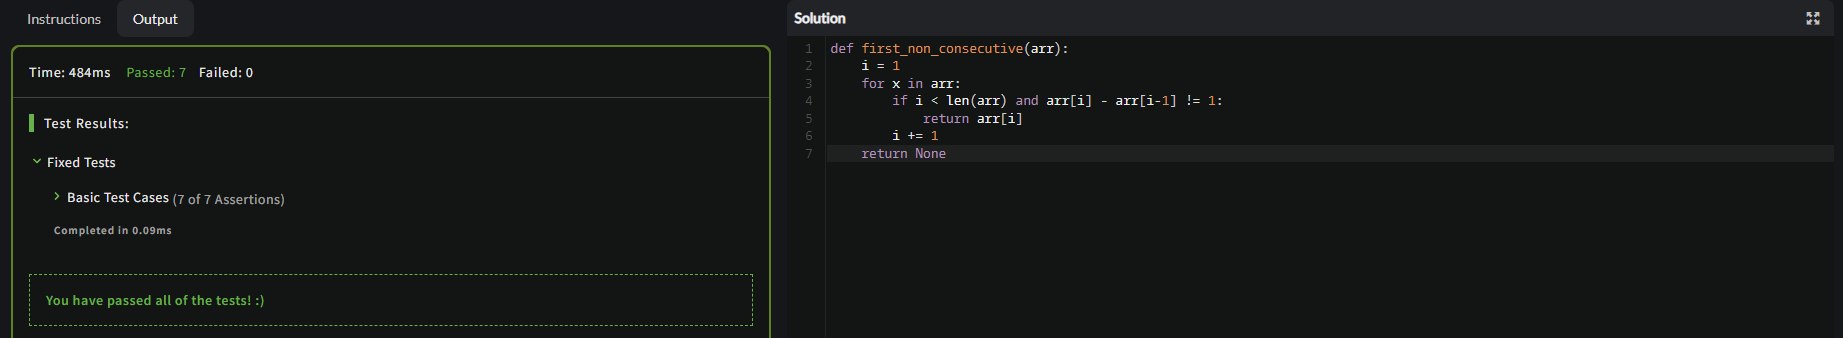 Instructions Output
Time: 484ms Passed: 7 Failed: 0
Test Results:
Fixed Tests
Basic Test Cases (7 of 7 Assertions)
Completed in 0.09ms
You have passed all of the tests! :)
Solution
1 def first_non_consecutive(arr):
2     i = 1
3     for x in arr:
4         if i < len(arr) and arr[i] - arr[i-1] != 1:
5             return arr[i]
6         i += 1
7     return None